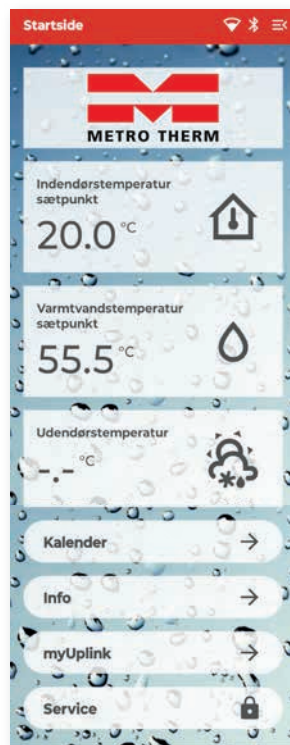 Startside
METRO THERM
Indendørstemperatur
sætpunkt
20.0 °C
Varmtvandstemperatur
sætpunkt
55.5 °C
Udendørstemperatur
-.- °C
Kalender
Info
myUplink
Service